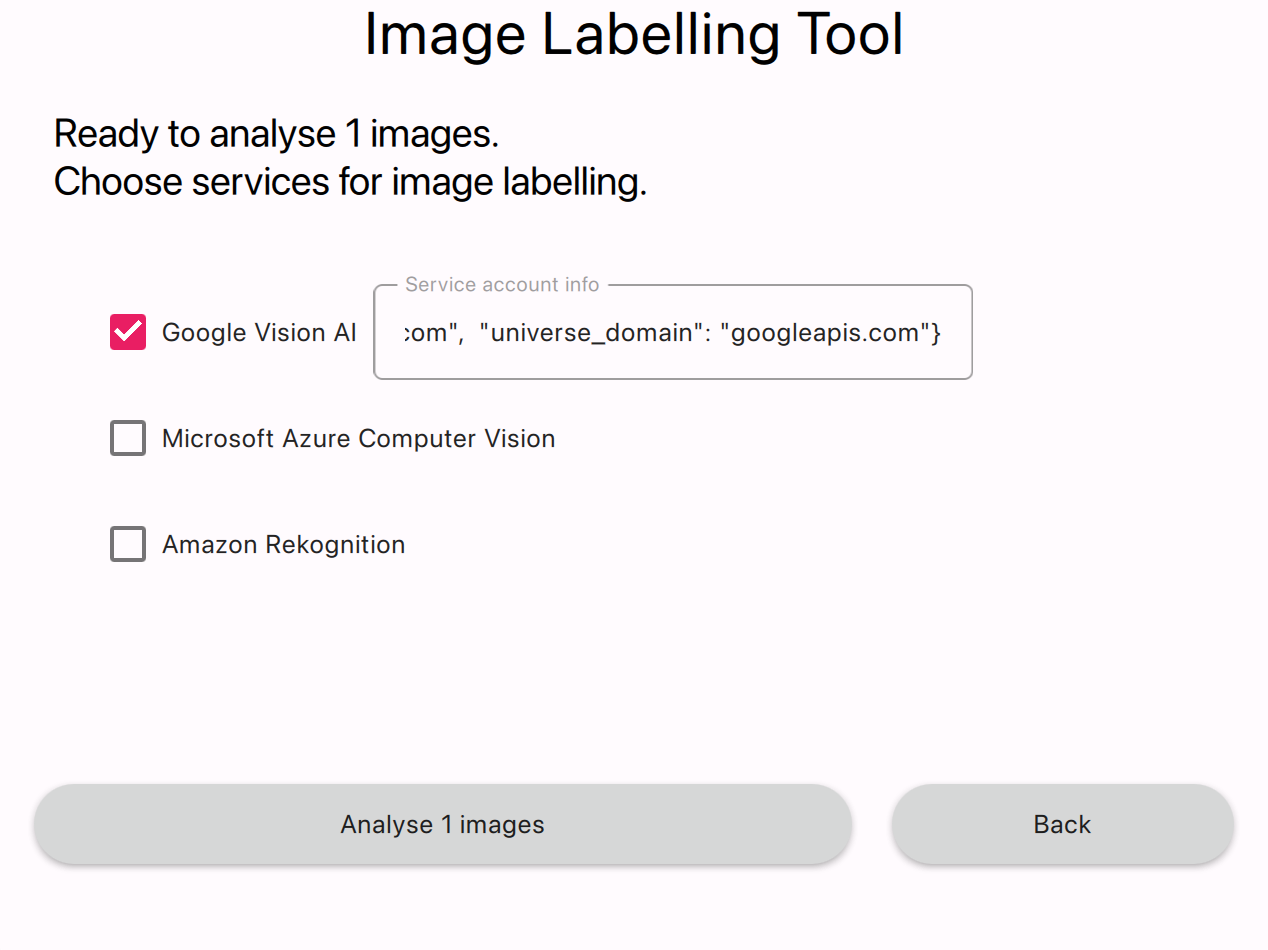 Image Labelling Tool
Ready to analyse 1 images.
Choose services for image labelling.
Service account info
Google Vision AI
com", "universe_domain": "googleapis.com"}
Microsoft Azure Computer Vision
Amazon Rekognition
Analyse 1 images
Back